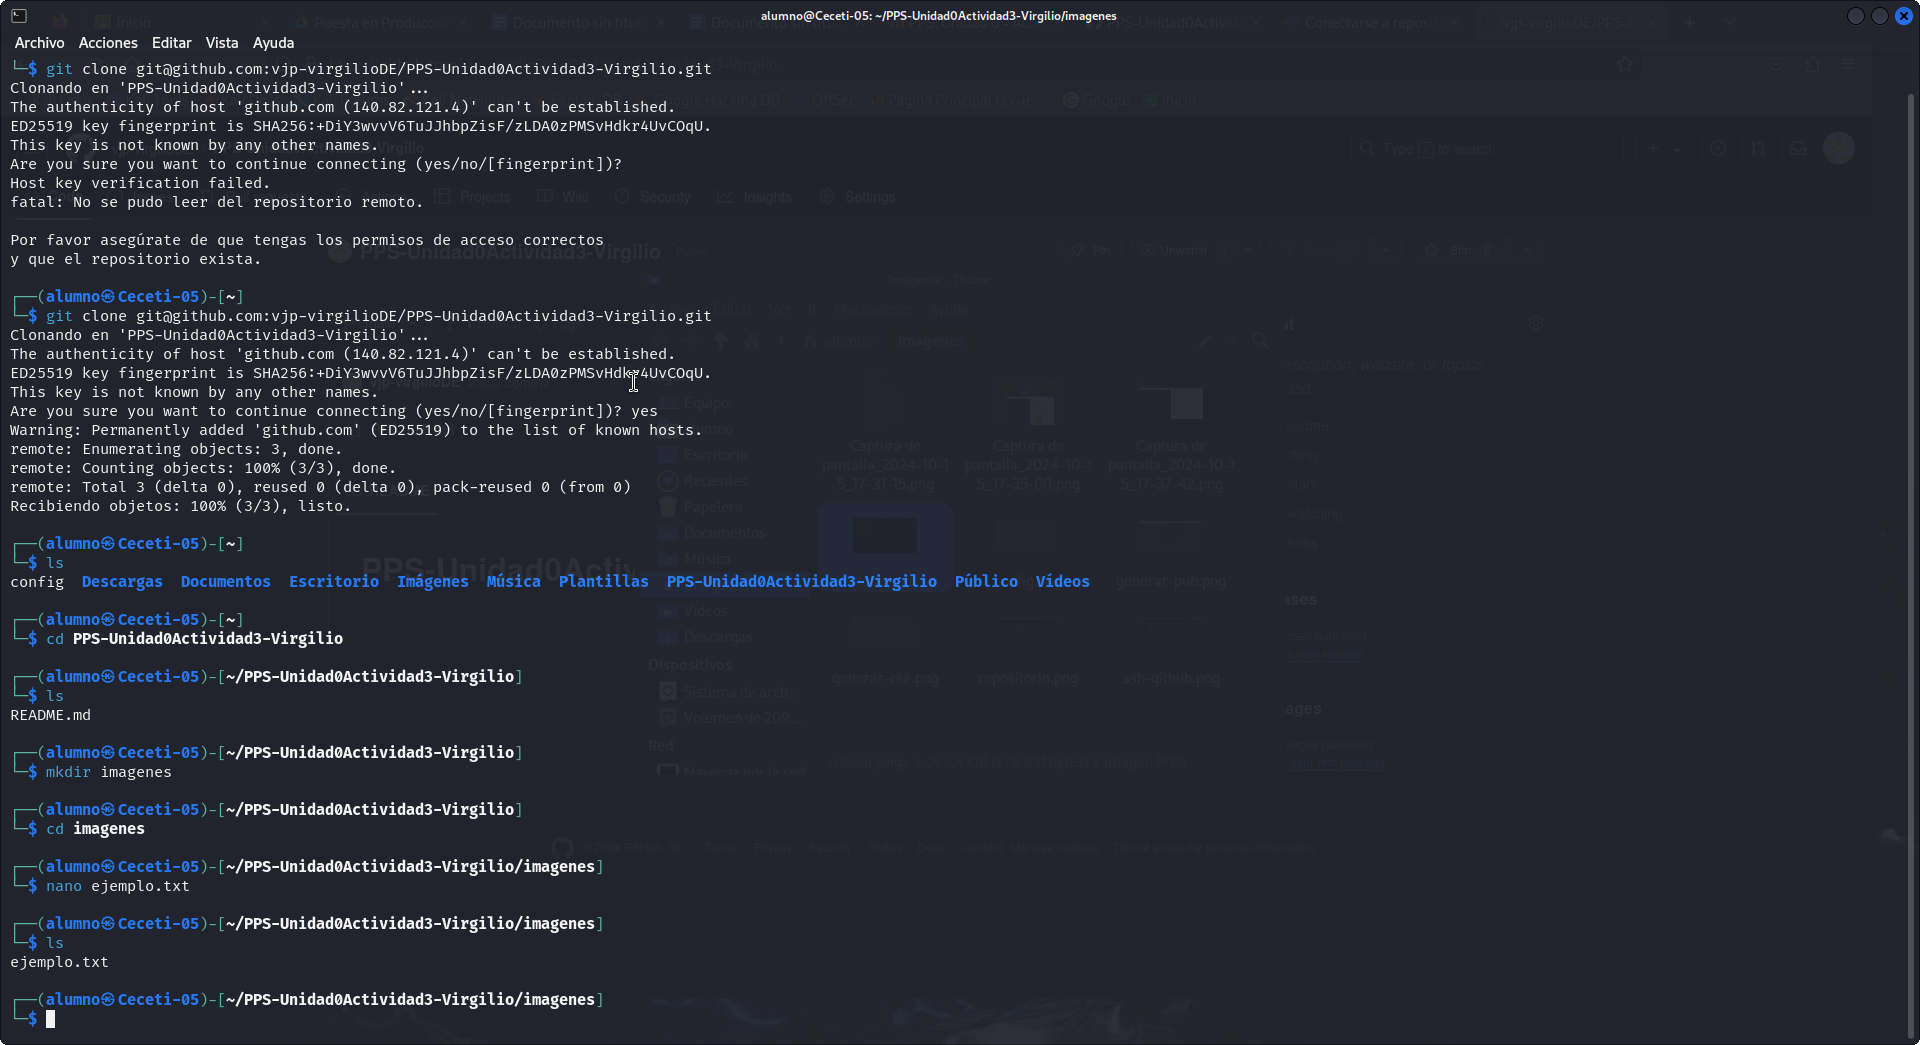 alumno@Ceceti-05: ~/PPS-Unidad0Actividad3-Virgilio/imagenes
Archivo Acciones Editar Vista Ayuda
└─$ git clone git@github.com:vjp-virgilioDE/PPS-Unidad0Actividad3-Virgilio.git
Clonando en 'PPS-Unidad0Actividad3-Virgilio'...
The authenticity of host 'github.com (140.82.121.4)' can't be established.
ED25519 key fingerprint is SHA256:+DiY3wvvV6TuJJhbpZisF/zLDA0zPMSvHdkr4UvCOqU.
This key is not known by any other names.
Are you sure you want to continue connecting (yes/no/[fingerprint])?
Host key verification failed.
fatal: No se pudo leer del repositorio remoto.
Por favor asegúrate de que tengas los permisos de acceso correctos
y que el repositorio exista.
┌──(alumno㉿Ceceti-05)-[~]
└─$ git clone git@github.com:vjp-virgilioDE/PPS-Unidad0Actividad3-Virgilio.git
Clonando en 'PPS-Unidad0Actividad3-Virgilio'...
The authenticity of host 'github.com (140.82.121.4)' can't be established.
ED25519 key fingerprint is SHA256:+DiY3wvvV6TuJJhbpZisF/zLDA0zPMSvHdkr4UvCOqU.
This key is not known by any other names.
Are you sure you want to continue connecting (yes/no/[fingerprint])? yes
Warning: Permanently added 'github.com' (ED25519) to the list of known hosts.
remote: Enumerating objects: 3, done.
remote: Counting objects: 100% (3/3), done.
remote: Total 3 (delta 0), reused 0 (delta 0), pack-reused 0 (from 0)
Recibiendo objetos: 100% (3/3), listo.
┌──(alumno㉿Ceceti-05)-[~]
└─$ ls
config Descargas Documentos Escritorio Imágenes Música Plantillas PPS-Unidad0Actividad3-Virgilio Público Vídeos
┌──(alumno㉿Ceceti-05)-[~]
└─$ cd PPS-Unidad0Actividad3-Virgilio
┌──(alumno㉿Ceceti-05)-[~/PPS-Unidad0Actividad3-Virgilio]
└─$ ls
README.md
┌──(alumno㉿Ceceti-05)-[~/PPS-Unidad0Actividad3-Virgilio]
└─$ mkdir imagenes
┌──(alumno㉿Ceceti-05)-[~/PPS-Unidad0Actividad3-Virgilio]
└─$ cd imagenes
┌──(alumno㉿Ceceti-05)-[~/PPS-Unidad0Actividad3-Virgilio/imagenes]
└─$ nano ejemplo.txt
┌──(alumno㉿Ceceti-05)-[~/PPS-Unidad0Actividad3-Virgilio/imagenes]
└─$ ls
ejemplo.txt
┌──(alumno㉿Ceceti-05)-[~/PPS-Unidad0Actividad3-Virgilio/imagenes]
└─$